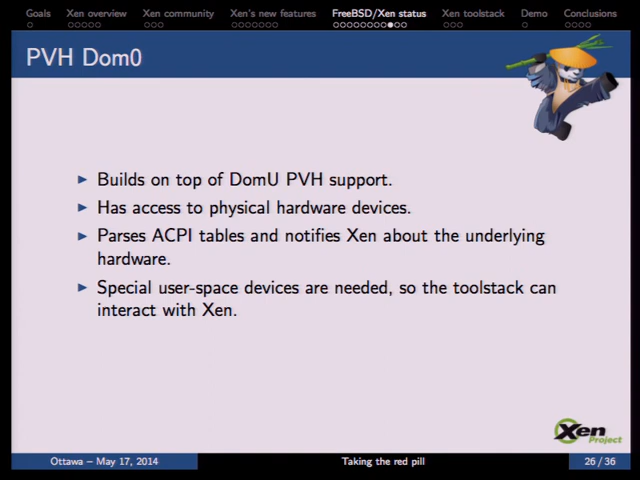 Goals Xen overview Xen community Xen's new features FreeBSD/Xen status Xen toolstack Demo Conclusions
PVH Dom0
Builds on top of DomU PVH support.
Has access to physical hardware devices.
Parses ACPI tables and notifies Xen about the underlying
hardware.
Special user-space devices are needed, so the toolstack can
interact with Xen.
Xen
Project
Ottawa – May 17, 2014 Taking the red pill 26 / 36